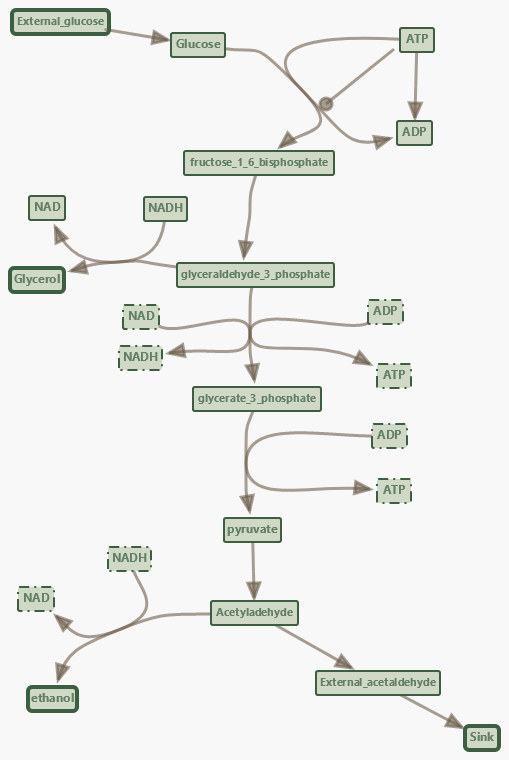 External_glucose
Glucose
ATP
ADP
fructose_1_6_bisphosphate
NAD
NADH
Glycerol
glyceraldehyde_3_phosphate
NAD
ADP
NADH
ATP
glycerate_3_phosphate
ADP
ATP
pyruvate
NADH
NAD
Acetyladehyde
External_acetaldehyde
ethanol
Sink